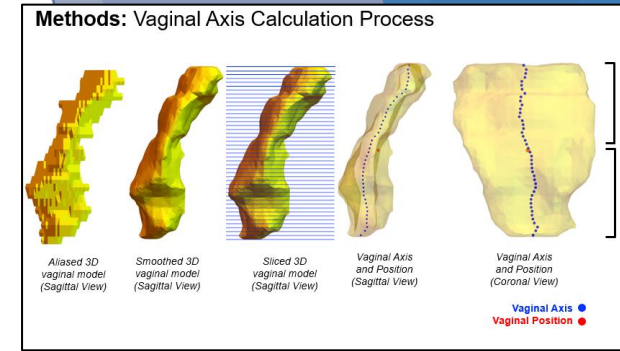 Methods: Vaginal Axis Calculation Process
Aliased 3D
vaginal model
(Sagittal View)
Smoothed 3D
vaginal model
(Sagittal View)
Sliced 3D
vaginal model
(Sagittal View)
Vaginal Axis
and Position
(Sagittal View)
Vaginal Axis
and Position
(Coronal View)
Vaginal Axis
Vaginal Position